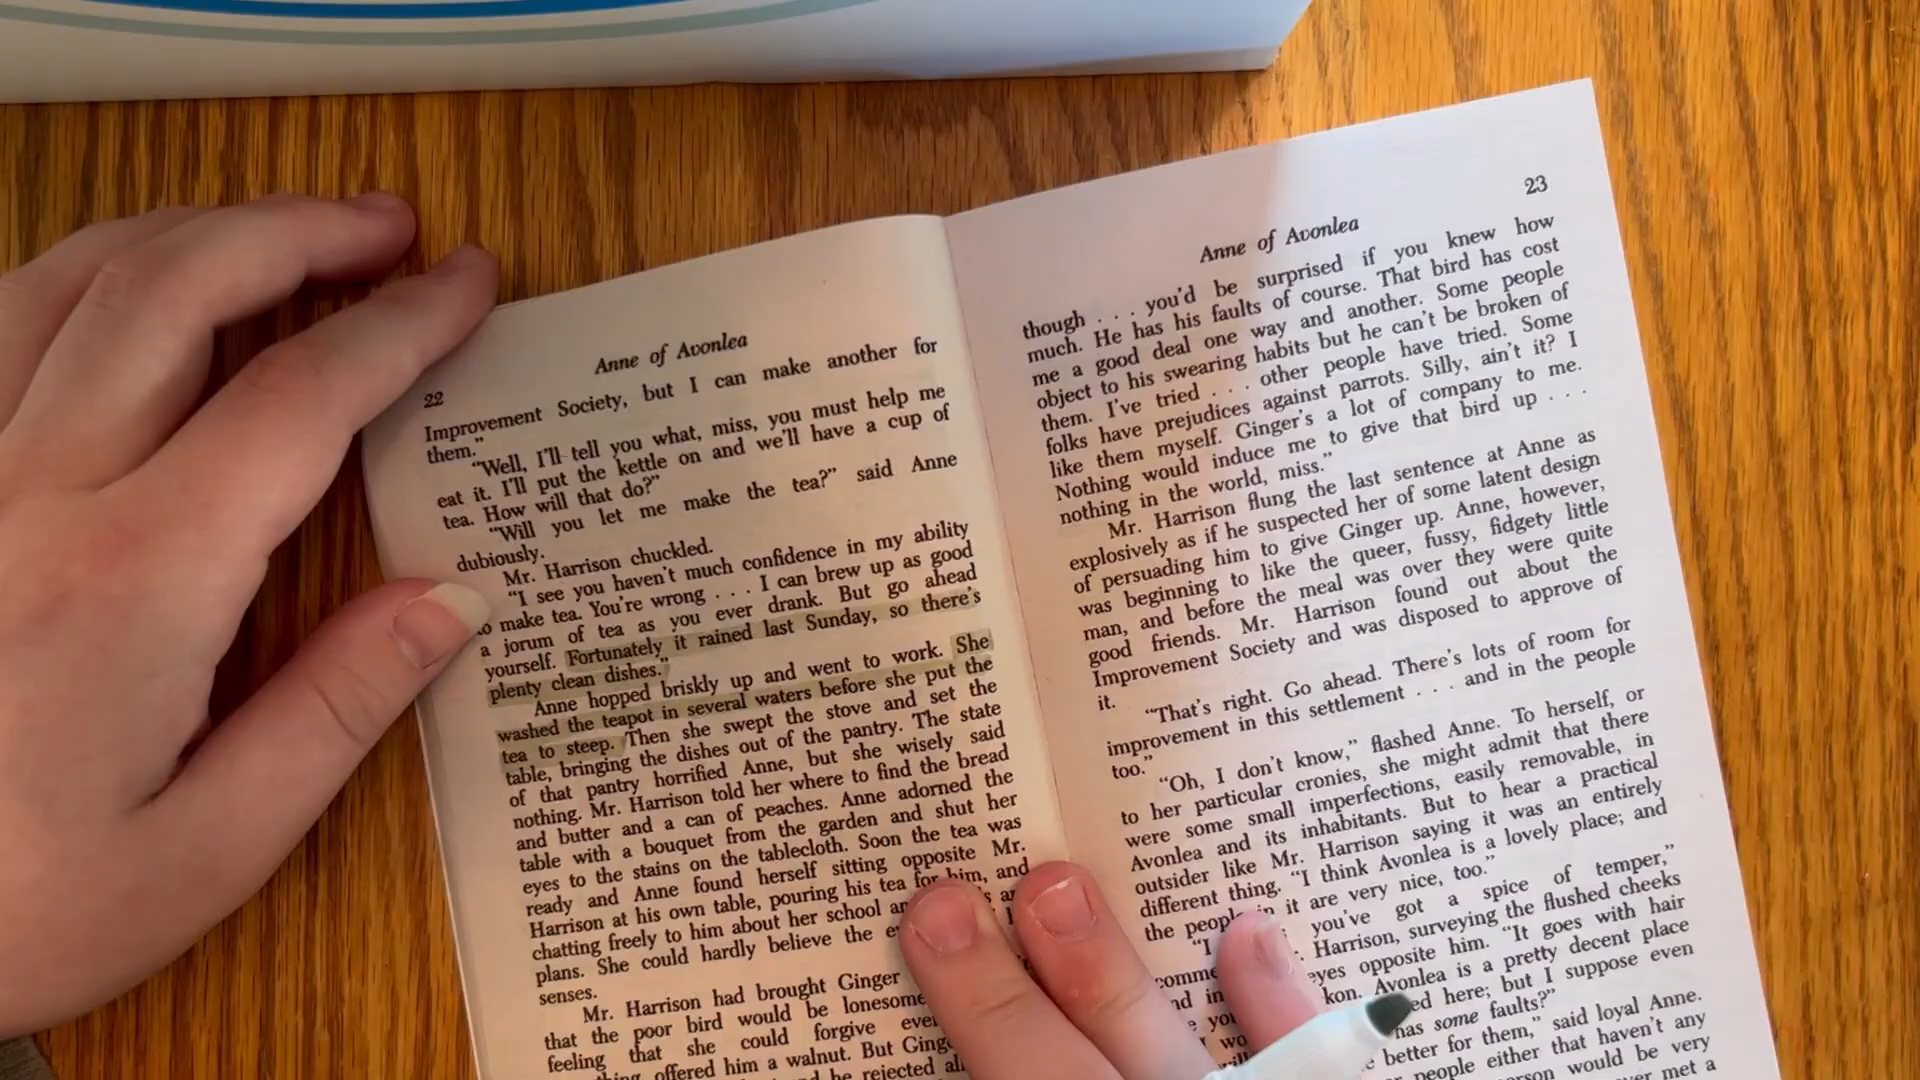 22
Anne of Avonlea
Improvement Society, but I can make another for
them."
"Well, I'll tell you what, miss, you must help me
eat it. I'll put the kettle on and we'll have a cup of
tea. How will that do?"
"Will you let me make the tea?" said Anne
dubiously.
Mr. Harrison chuckled.
"I see you haven't much confidence in my ability
to make tea. You're wrong . . . I can brew up as good
a jorum of tea as you ever drank. But go ahead
yourself. Fortunately it rained last Sunday, so there's
plenty clean dishes."
Anne hopped briskly up and went to work. She
washed the teapot in several waters before she put the
tea to steep. Then she swept the stove and set the
table, bringing the dishes out of the pantry. The state
of that pantry horrified Anne, but she wisely said
nothing. Mr. Harrison told her where to find the bread
and butter and a can of peaches. Anne adorned the
table with a bouquet from the garden and shut her
eyes to the stains on the tablecloth. Soon the tea was
ready and Anne found herself sitting opposite Mr.
Harrison at his own table, pouring his tea for him, and
chatting freely to him about her school
plans. She could hardly believe the
senses.
Mr. Harrison had brought Ginger
that the poor bird would be lonesome
feeling that she could forgive
offered him a walnut. But
he rejected
23
Anne of Avonlea
though . . . you'd be surprised if you knew how
much. He has his faults of course. That bird has cost
me a good deal one way and another. Some people
object to his swearing habits but he can't be broken of
them. I've tried . . . other people have tried. Some
folks have prejudices against parrots. Silly, ain't it? I
like them myself. Ginger's a lot of company to me.
Nothing would induce me to give that bird up . . .
nothing in the world, miss."
Mr. Harrison flung the last sentence at Anne as
explosively as if he suspected her of some latent design
of persuading him to give Ginger up. Anne, however,
was beginning to like the queer, fussy, fidgety little
man, and before the meal was over they were quite
good friends. Mr. Harrison found out about the
Improvement Society and was disposed to approve of
it.
"That's right. Go ahead. There's lots of room for
improvement in this settlement . . . and in the people
too."
"Oh, I don't know," flashed Anne. To herself, or
to her particular cronies, she might admit that there
were some small imperfections, easily removable, in
Avonlea and its inhabitants. But to hear a practical
outsider like Mr. Harrison saying it was an entirely
different thing. "I think Avonlea is a lovely place; and
the people in it are very nice, too."
"I you've got a spice of temper,"
Harrison, surveying the flushed cheeks
eyes opposite him. "It goes with hair
Avonlea is a pretty decent place
here; but I suppose even
has some faults?"
better for them," said loyal Anne.
people either that haven't any
would be very
met a